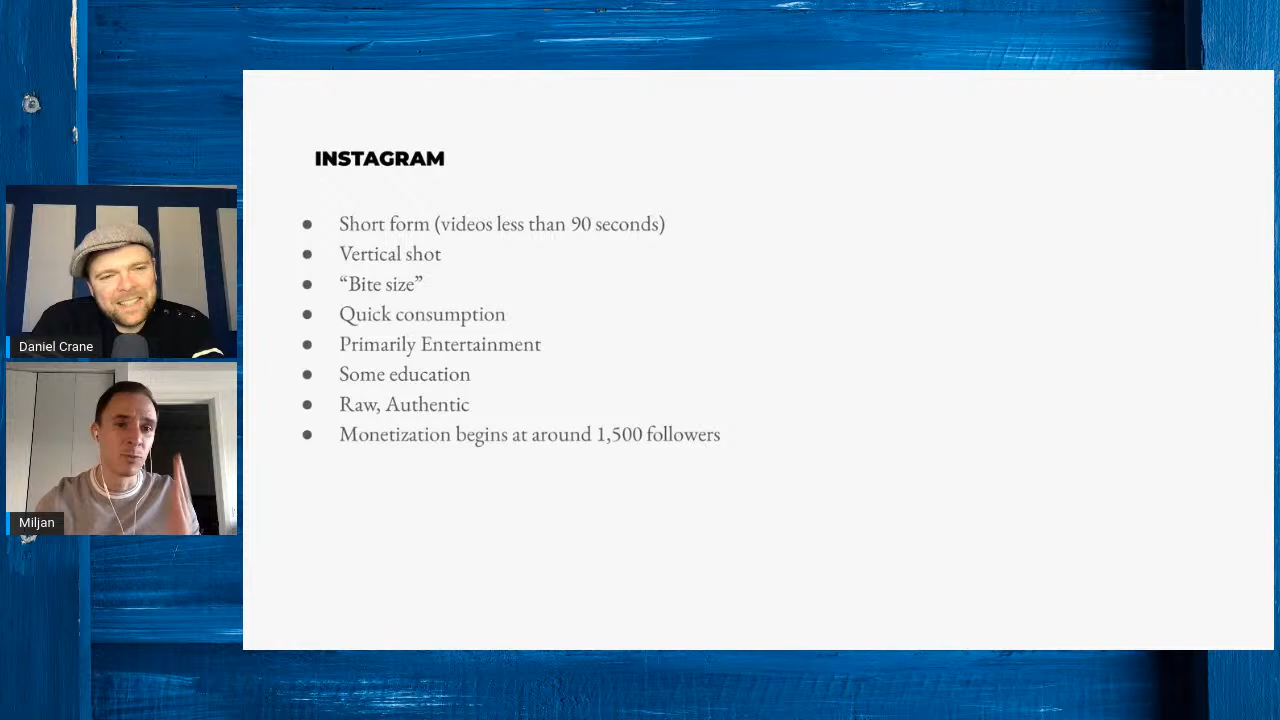 INSTAGRAM
● Short form (videos less than 90 seconds)
● Vertical shot
● “Bite size”
● Quick consumption
● Primarily Entertainment
● Some education
● Raw, Authentic
● Monetization begins at around 1,500 followers
Daniel Crane
Miljan